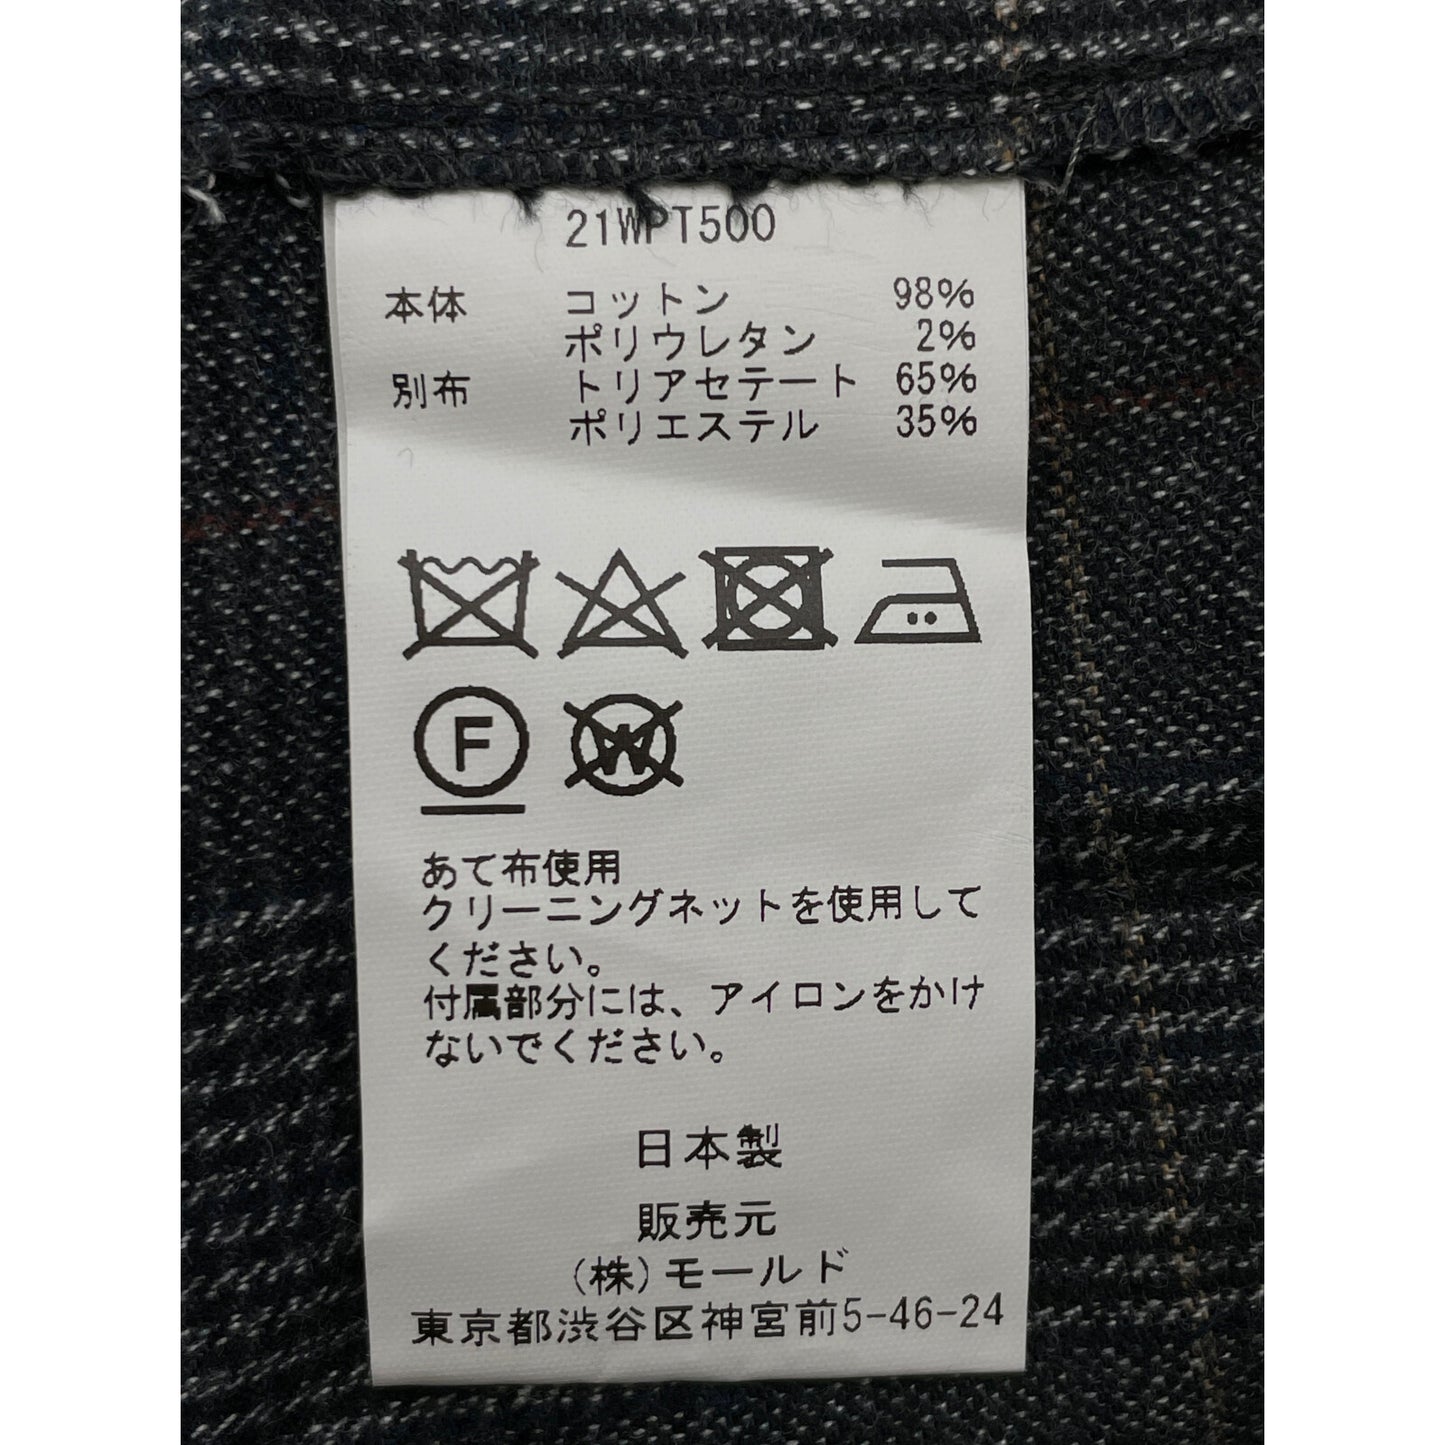 21WPT500
本体 コットン 98%
ポリウレタン 2%
別布 トリアセテート 65%
ポリエステル 35%
F W
あて布使用
クリーニングネットを使用して
ください。
付属部分には、アイロンをかけ
ないでください。
日本製
販売元
(株)モールド
東京都渋谷区神宮前5-46-24